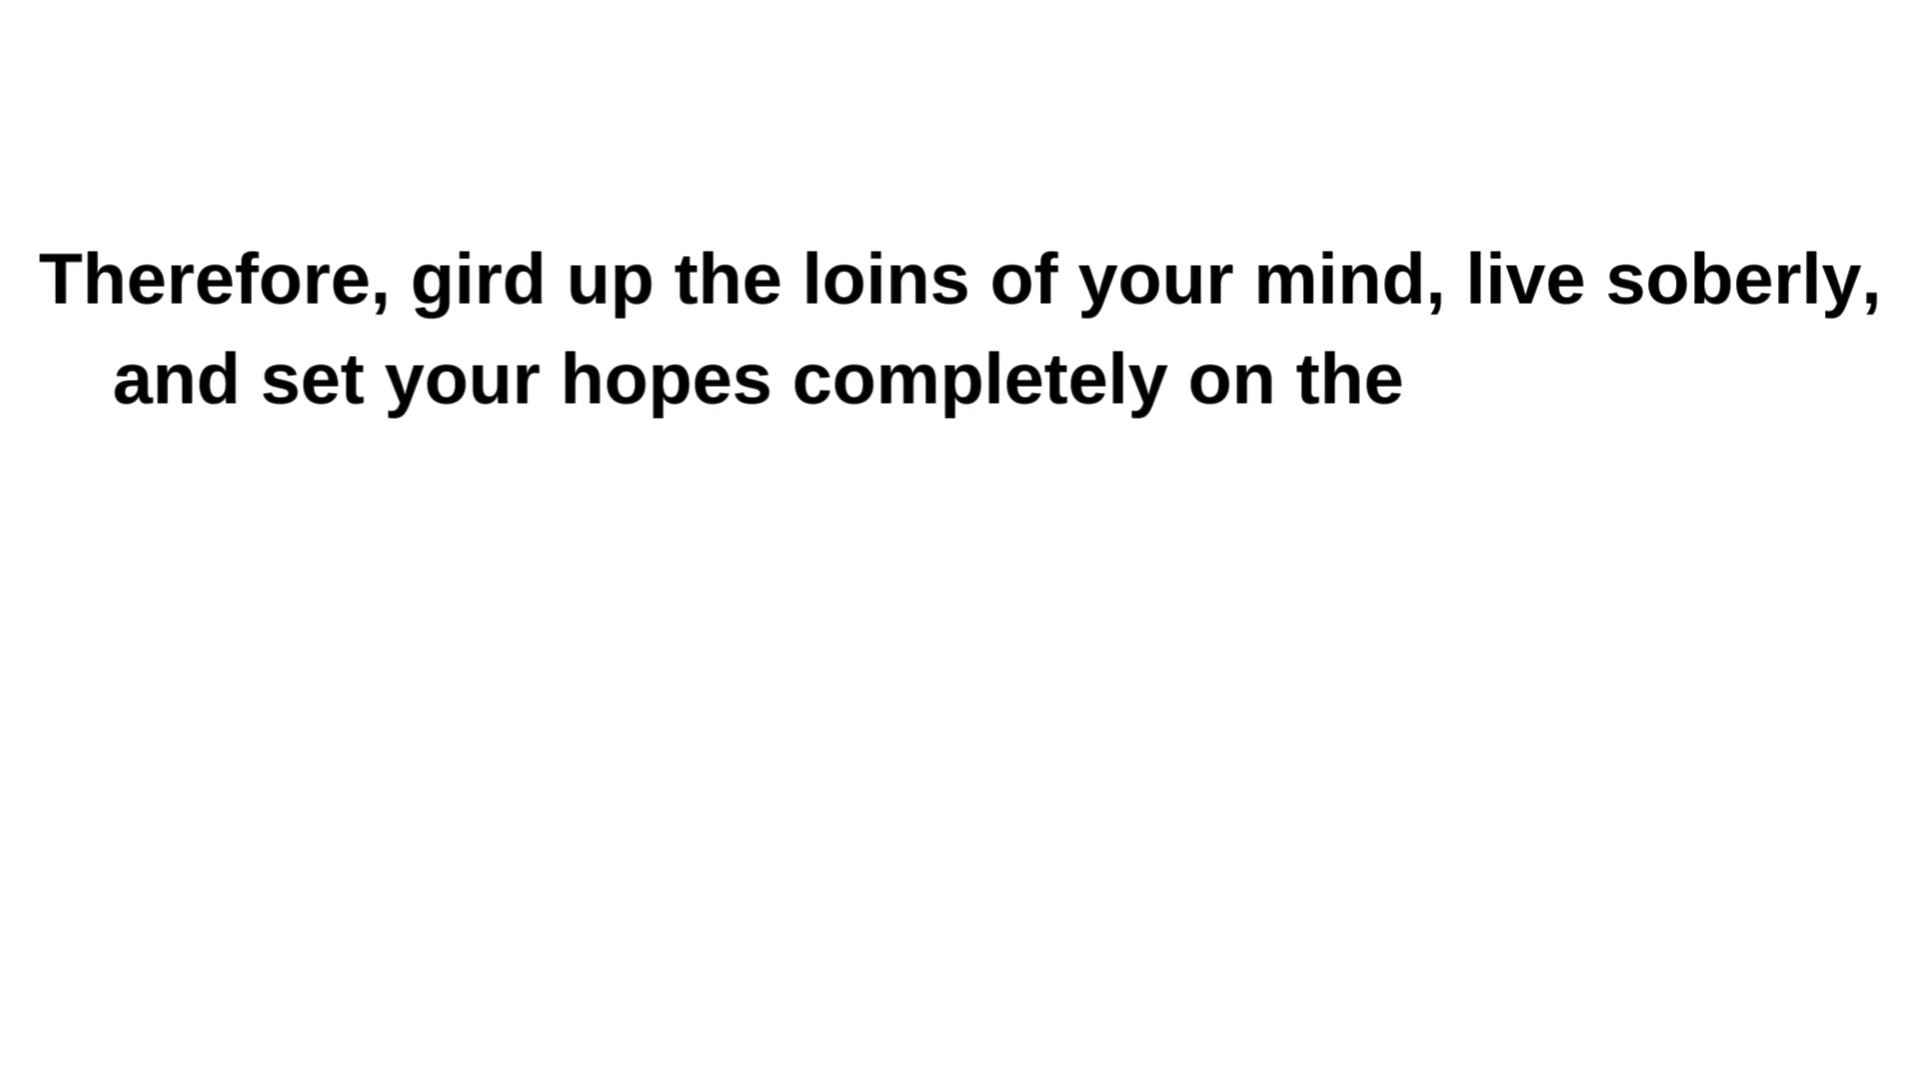 Therefore, gird up the loins of your mind, live soberly,
and set your hopes completely on the